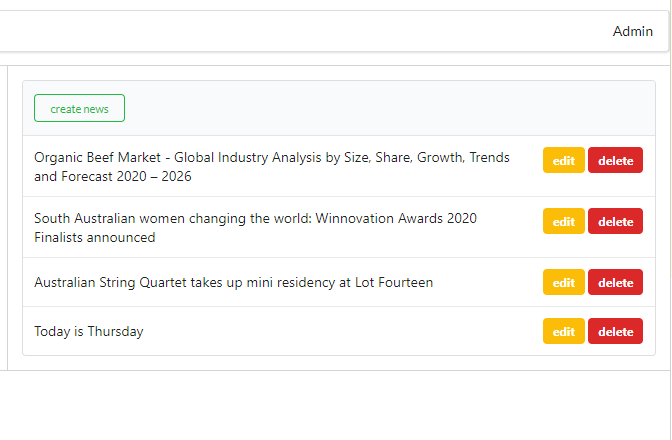 Admin
create news
Organic Beef Market - Global Industry Analysis by Size, Share, Growth, Trends
and Forecast 2020 – 2026
edit
delete
South Australian women changing the world: Winnovation Awards 2020
Finalists announced
edit
delete
Australian String Quartet takes up mini residency at Lot Fourteen
edit
delete
Today is Thursday
edit
delete